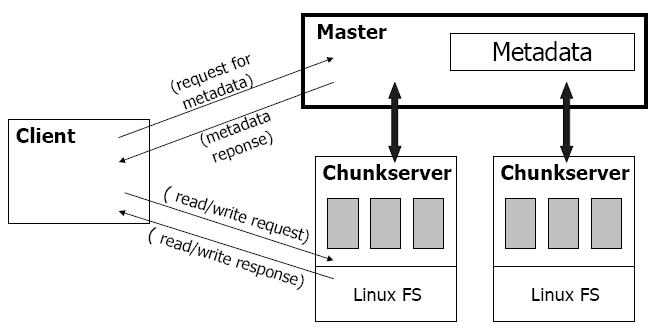 Master
Metadata
(request for
metadata)
Client
(metadata
reponse)
Chunkserver
Chunkserver
( read/write request)
( read/write response)
Linux FS
Linux FS